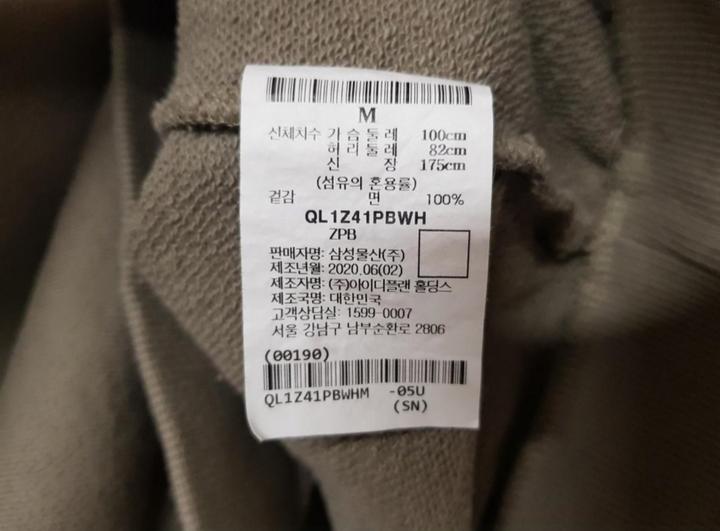 M
신체치수 가 슴 둘 레 100cm
허 리 둘 레 82cm
신 장 175cm
(섬유의 혼용률)
겉감 면 100%
QL1Z41PBWH
ZPB
판매자명: 삼성물산(주)
제조년월: 2020.06(02)
제조자명: (주)아이디플랜 홀딩스
제조국명: 대한민국
고객상담실: 1599-0007
서울 강남구 남부순환로 2806
(00190)
QL1Z41PBWHM -05U
(SN)